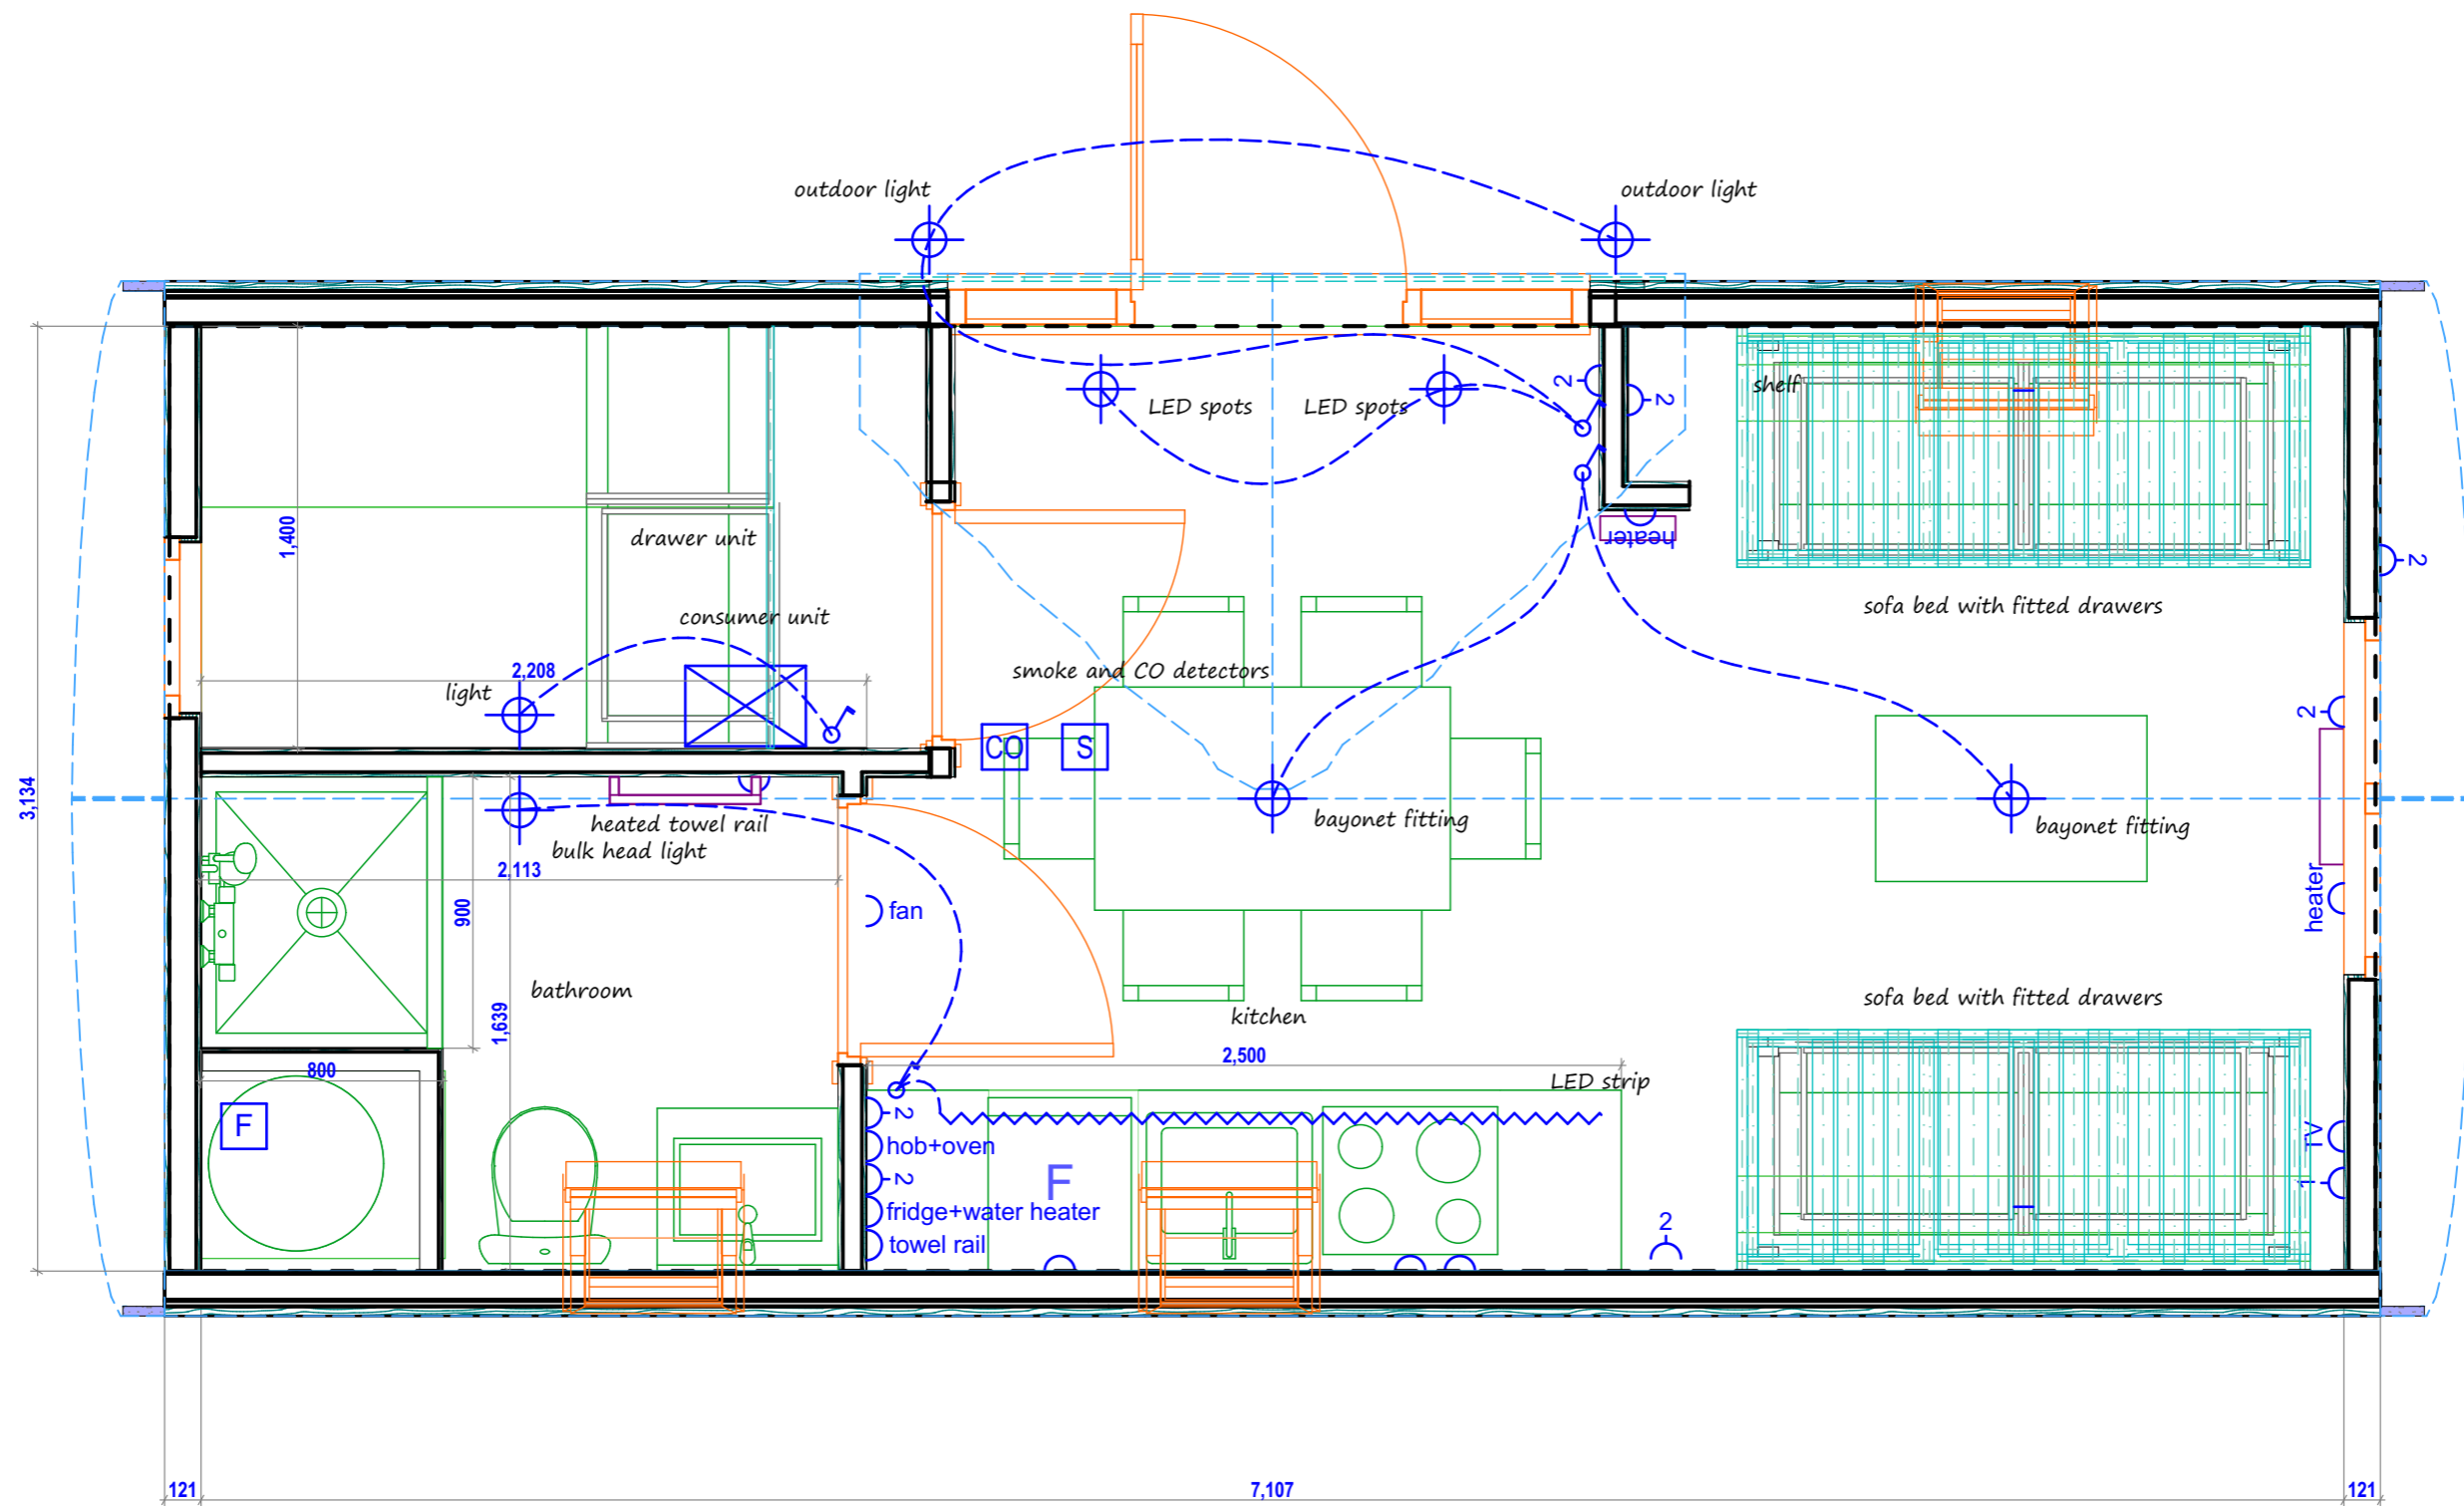 outdoor light
outdoor light
2
2
shelf
LED spots
LED spots
1,400
drawer unit
heater
2
consumer unit
sofa bed with fitted drawers
2,208
smoke and CO detectors
light
2
CO
S
3,134
heated towel rail
bayonet fitting
bayonet fitting
bulk head light
2,113
900
fan
heater
bathroom
sofa bed with fitted drawers
1,639
kitchen
2,500
800
LED strip
F
2
hob+oven
TV
2
F
1
fridge+water heater
2
towel rail
121
7,107
121